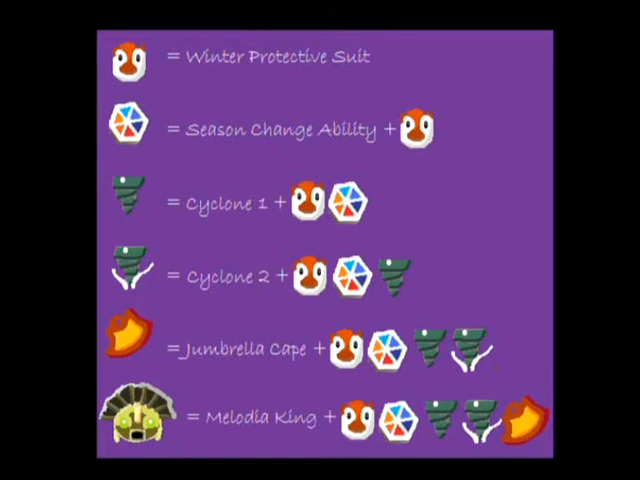 = Winter Protective Suit
= Season Change Ability +
= Cyclone 1 +
= Cyclone 2 +
= Jumbrella Cape +
= Melodia King +